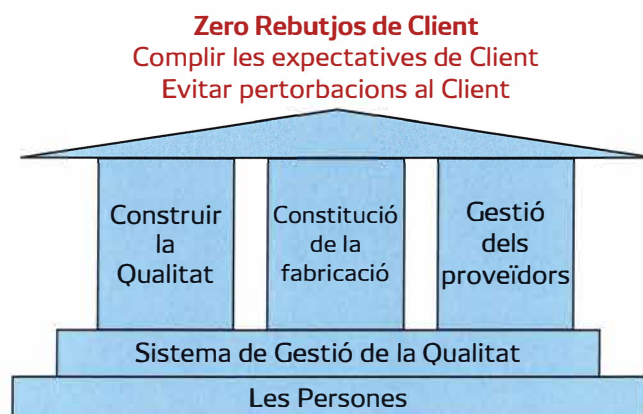 Zero Rebutjos de Client
Complir les expectatives de Client
Evitar pertorbacions al Client
Construir
la
Qualitat
Constitució
de la
fabricació
Gestió
dels
proveïdors
Sistema de Gestió de la Qualitat
Les Persones